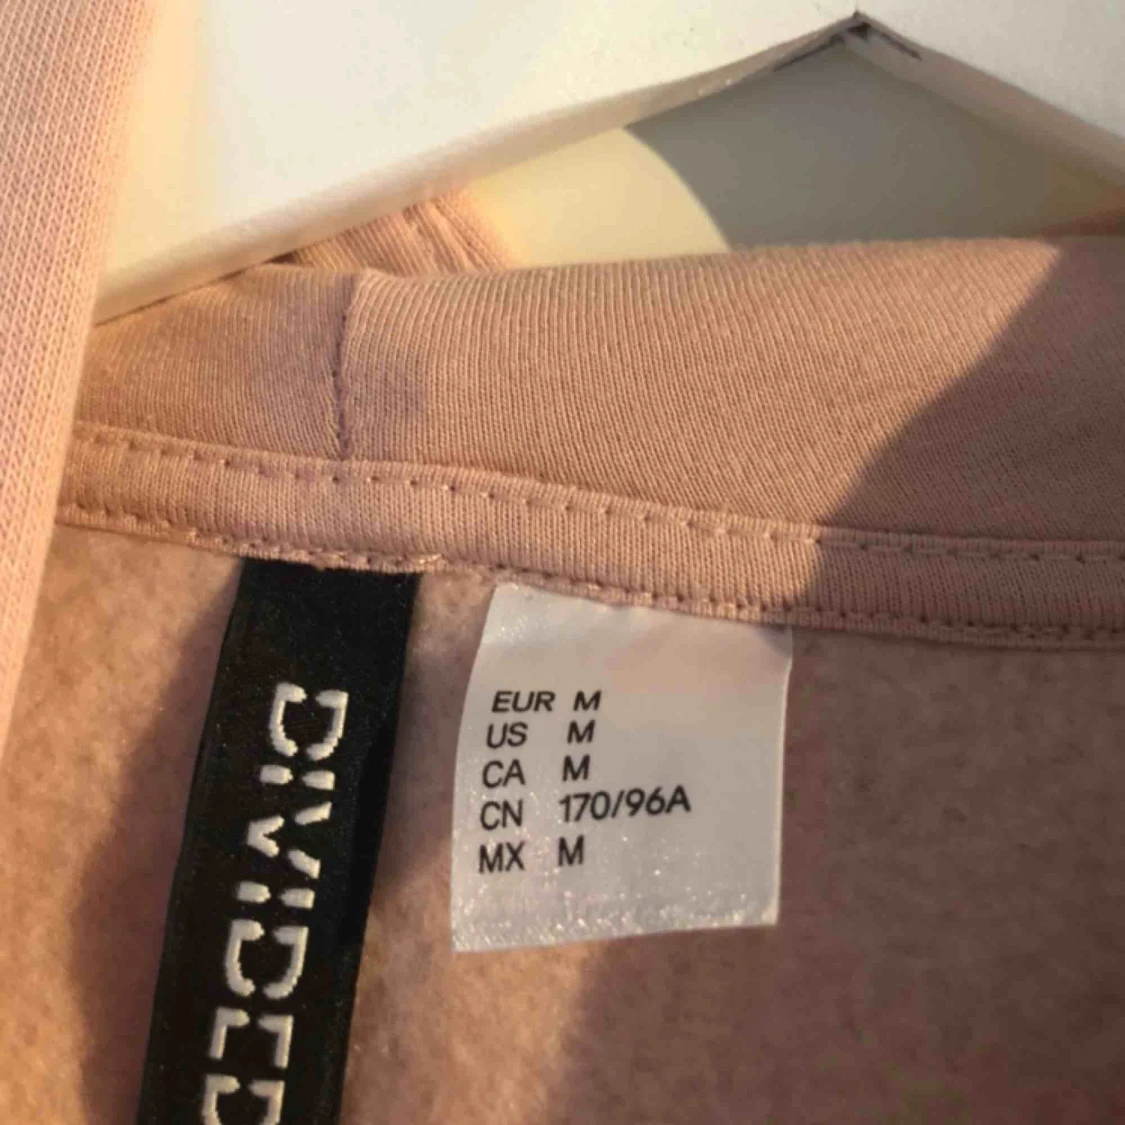 DIVIDED
EUR M
US M
CA M
CN 170/96A
MX M